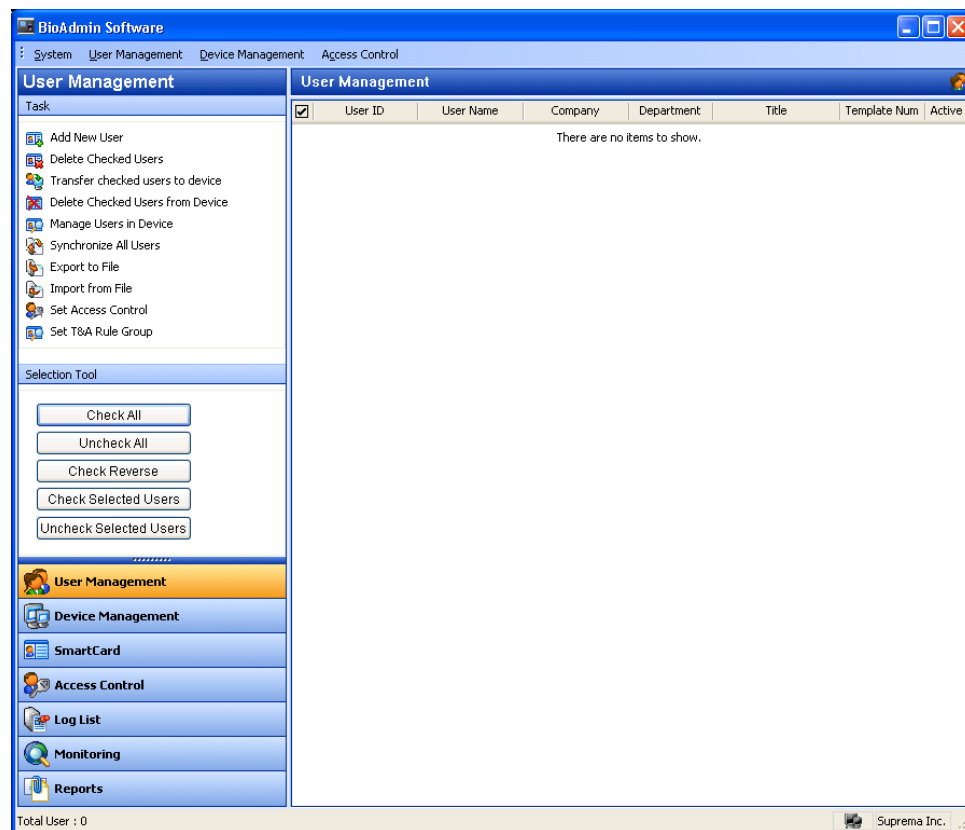 BioAdmin Software
System User Management Device Management Access Control
User Management
Task
Add New User
Delete Checked Users
Transfer checked users to device
Delete Checked Users from Device
Manage Users in Device
Synchronize All Users
Export to File
Import from File
Set Access Control
Set T&A Rule Group
Selection Tool
Check All
Uncheck All
Check Reverse
Check Selected Users
Uncheck Selected Users
User Management
Device Management
SmartCard
Access Control
Log List
Monitoring
Reports
User Management
User ID User Name Company Department Title Template Num Active
There are no items to show.
Total User : 0
Suprema Inc.